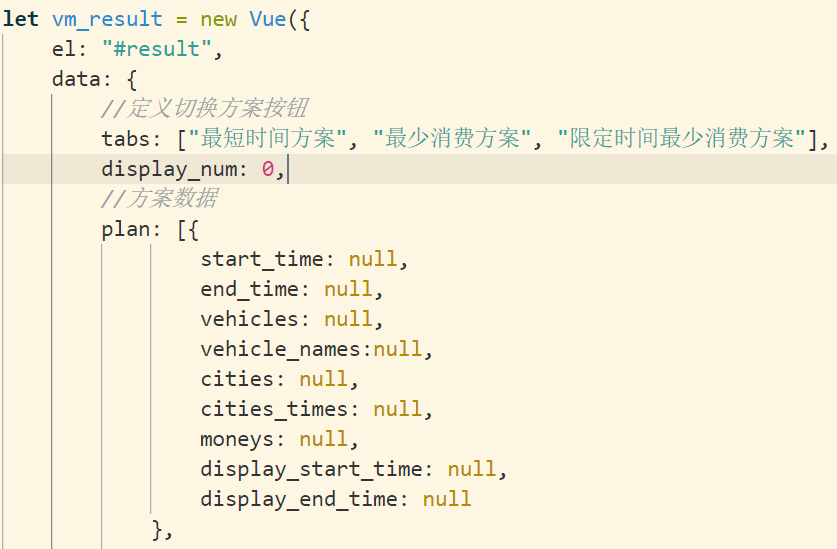 let vm_result = new Vue({
    el: "#result",
    data: {
        //定义切换方案按钮
        tabs: ["最短时间方案", "最少消费方案", "限定时间最少消费方案"],
        display_num: 0,
        //方案数据
        plan: [{
                start_time: null,
                end_time: null,
                vehicles: null,
                vehicle_names:null,
                cities: null,
                cities_times: null,
                moneys: null,
                display_start_time: null,
                display_end_time: null
            },